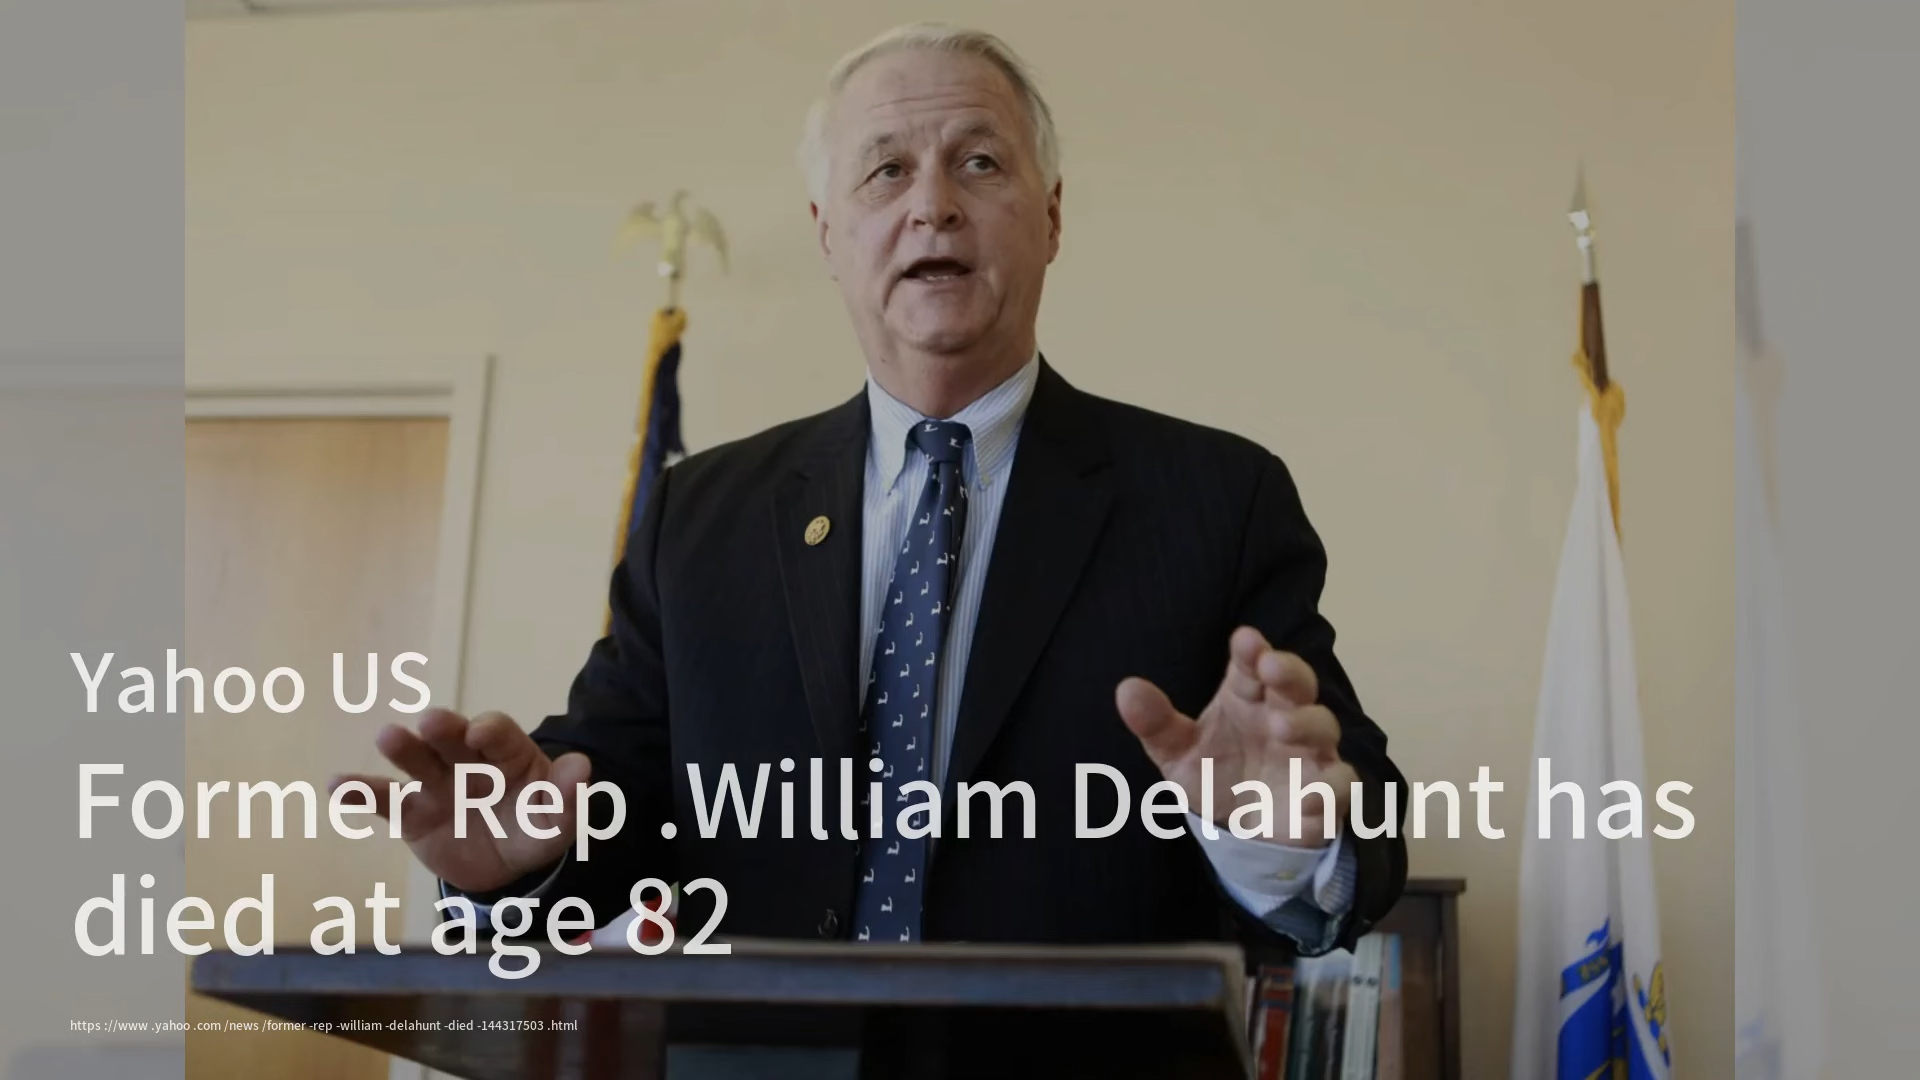 Yahoo US
Former Rep .William Delahunt has
died at age 82
https ://www .yahoo .com /news /former -rep -william -delahunt -died -144317503 .html